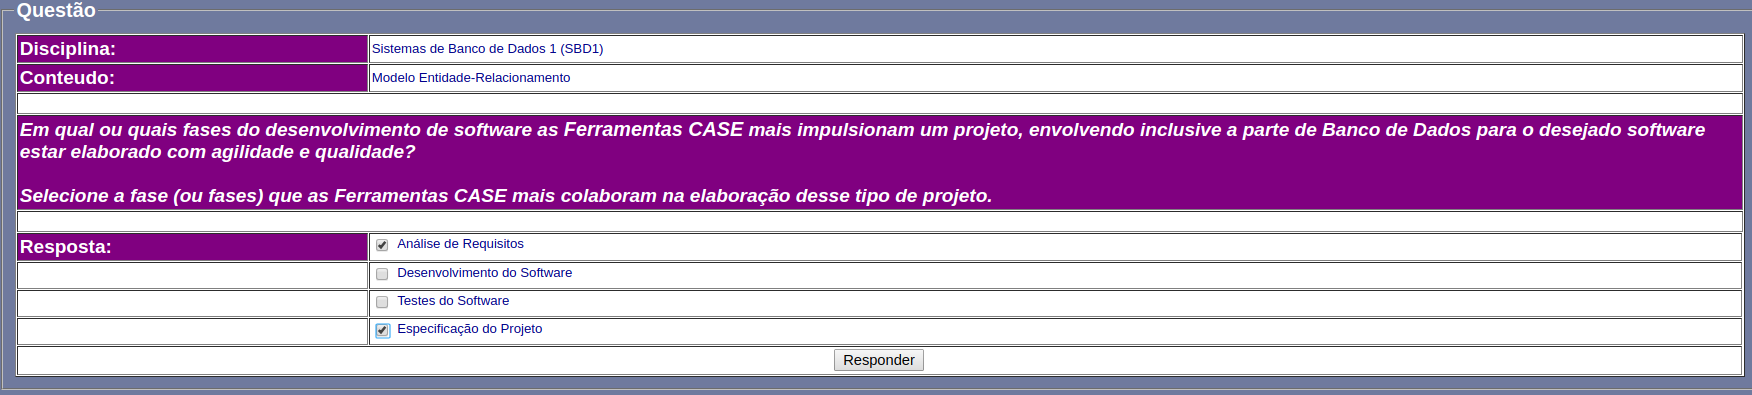 Questão
Disciplina: Sistemas de Banco de Dados 1 (SBD1)
Conteudo: Modelo Entidade-Relacionamento
Em qual ou quais fases do desenvolvimento de software as Ferramentas CASE mais impulsionam um projeto, envolvendo inclusive a parte de Banco de Dados para o desejado software
estar elaborado com agilidade e qualidade?
Selecione a fase (ou fases) que as Ferramentas CASE mais colaboram na elaboração desse tipo de projeto.
Resposta: Análise de Requisitos
Desenvolvimento do Software
Testes do Software
Especificação do Projeto
Responder